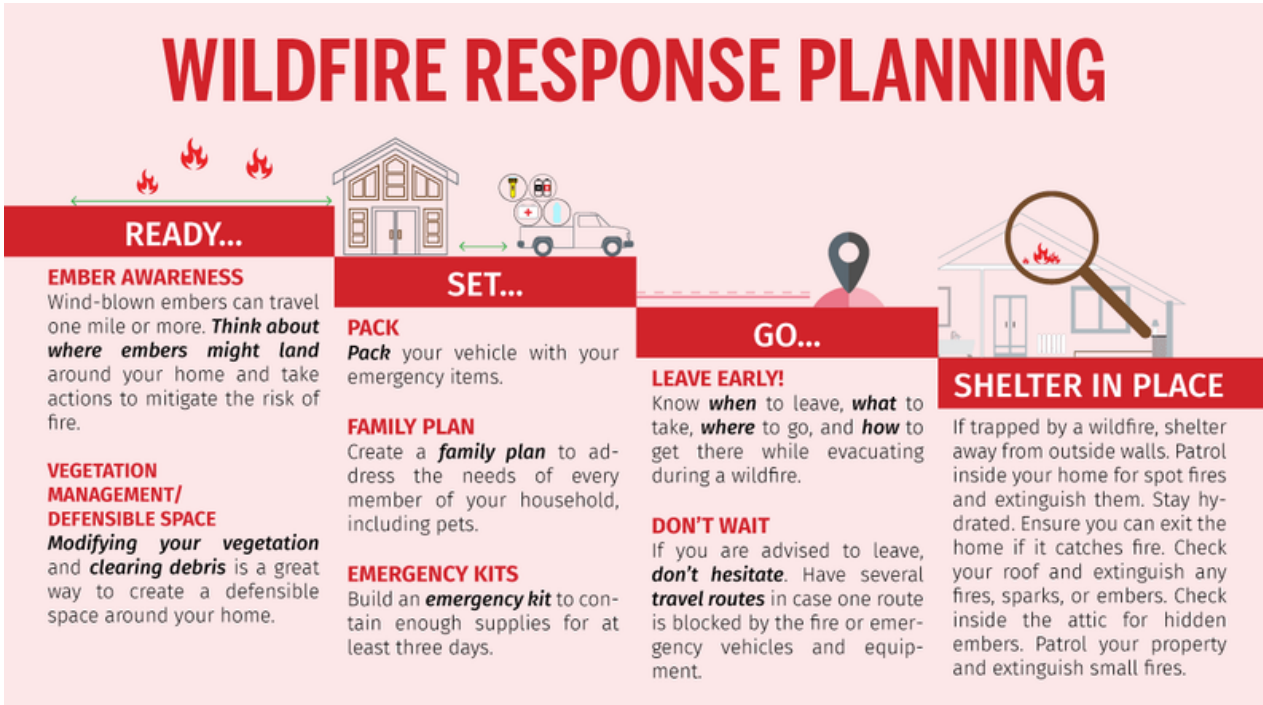 WILDFIRE RESPONSE PLANNING
READY...
EMBER AWARENESS
Wind-blown embers can travel
one mile or more. Think about
where embers might land
around your home and take
actions to mitigate the risk of
fire.
VEGETATION
MANAGEMENT/
DEFENSIBLE SPACE
Modifying your vegetation
and clearing debris is a great
way to create a defensible
space around your home.
SET...
PACK
Pack your vehicle with your
emergency items.
FAMILY PLAN
Create a family plan to ad-
dress the needs of every
member of your household,
including pets.
EMERGENCY KITS
Build an emergency kit to con-
tain enough supplies for at
least three days.
GO...
LEAVE EARLY!
Know when to leave, what to
take, where to go, and how to
get there while evacuating
during a wildfire.
DON'T WAIT
If you are advised to leave,
don't hesitate. Have several
travel routes in case one route
is blocked by the fire or emer-
gency vehicles and equip-
ment.
SHELTER IN PLACE
If trapped by a wildfire, shelter
away from outside walls. Patrol
inside your home for spot fires
and extinguish them. Stay hy-
drated. Ensure you can exit the
home if it catches fire. Check
your roof and extinguish any
fires, sparks, or embers. Check
inside the attic for hidden
embers. Patrol your property
and extinguish small fires.